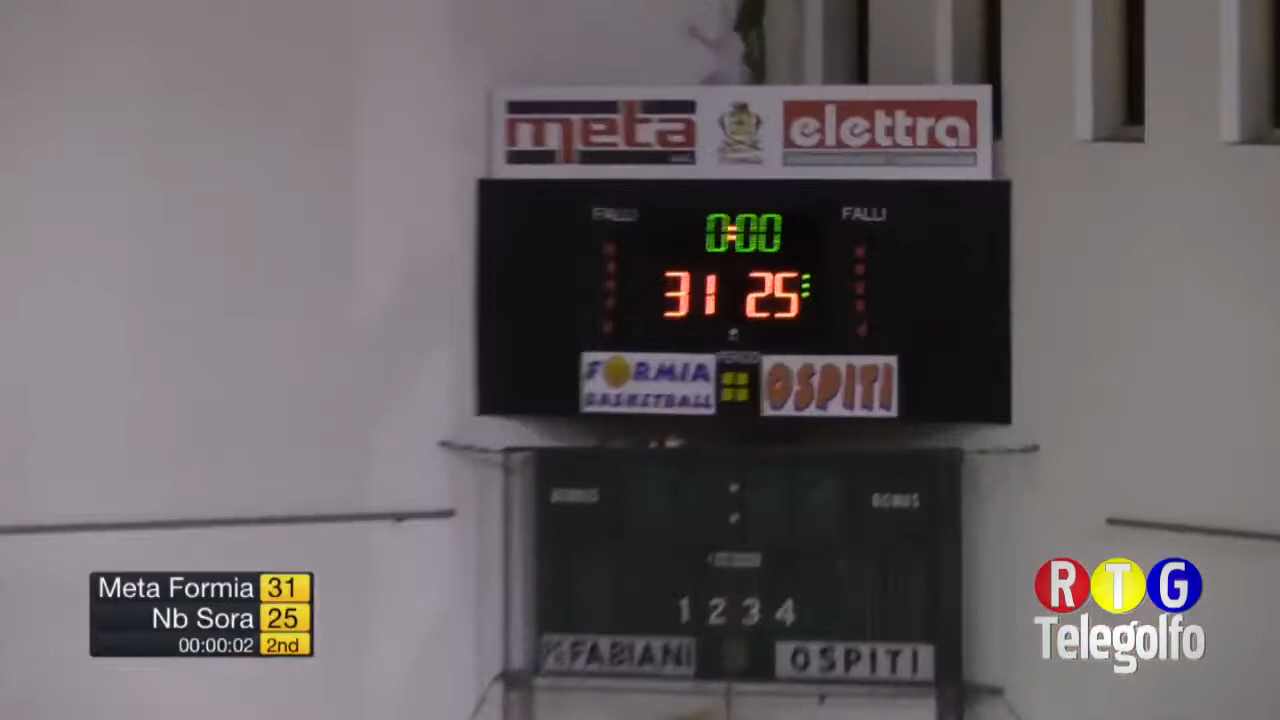 meta elettra
FALLI 0:00 FALLI
31 25
FORMIA OSPITI
BASKETBALL
BONUS BONUS
1 2 3 4
FABIANI OSPITI
Meta Formia 31
Nb Sora 25
00:00:02 2nd
R T G
Telegolfo